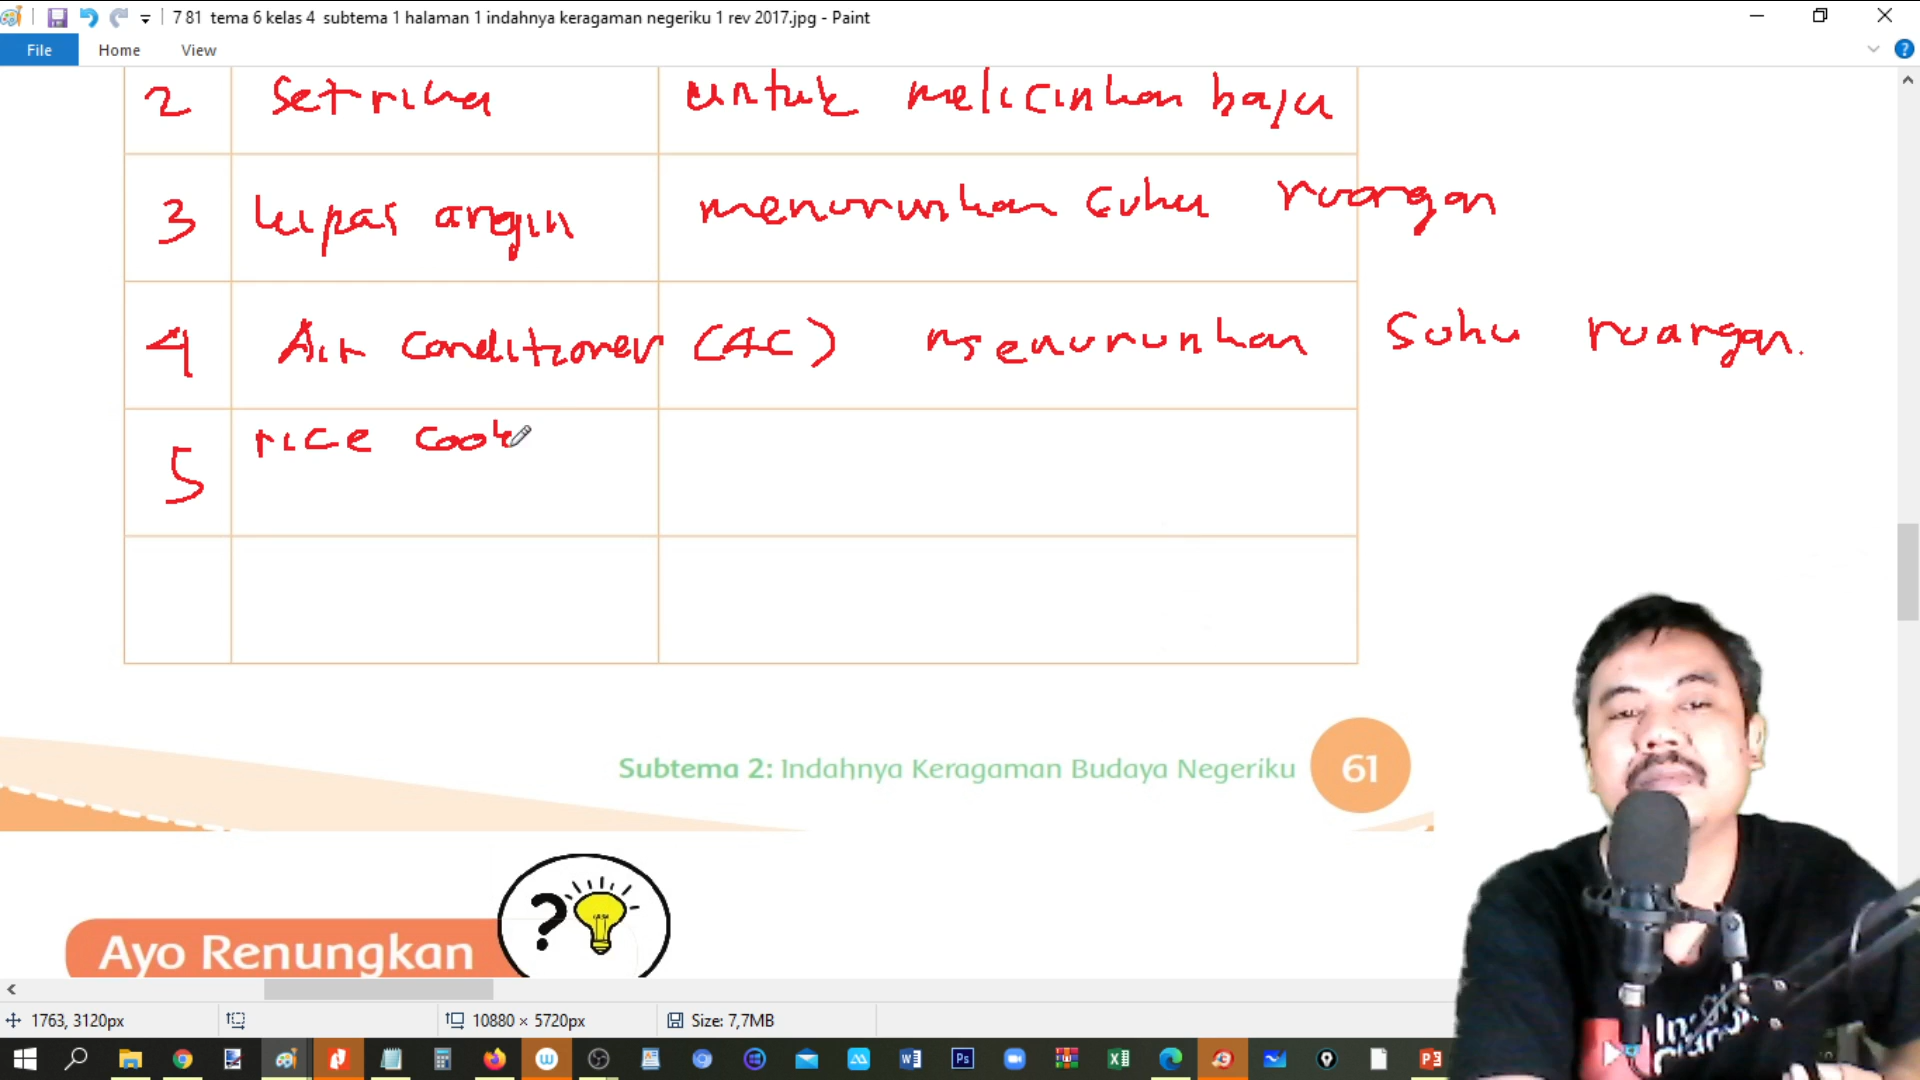 7 81 tema 6 kelas 4 subtema 1 halaman 1 indahnya keragaman negeriku 1 rev 2017.jpg - Paint
File Home View
2 Setrika untuk melicinkan baju
3 kipas angin menurunkan suhu ruangan
4 Air Conditioner (AC) menurunkan suhu ruangan.
5 rice cook
Subtema 2: Indahnya Keragaman Budaya Negeriku 61
?
Ayo Renungkan
1763, 3120px 10880 × 5720px Size: 7,7MB